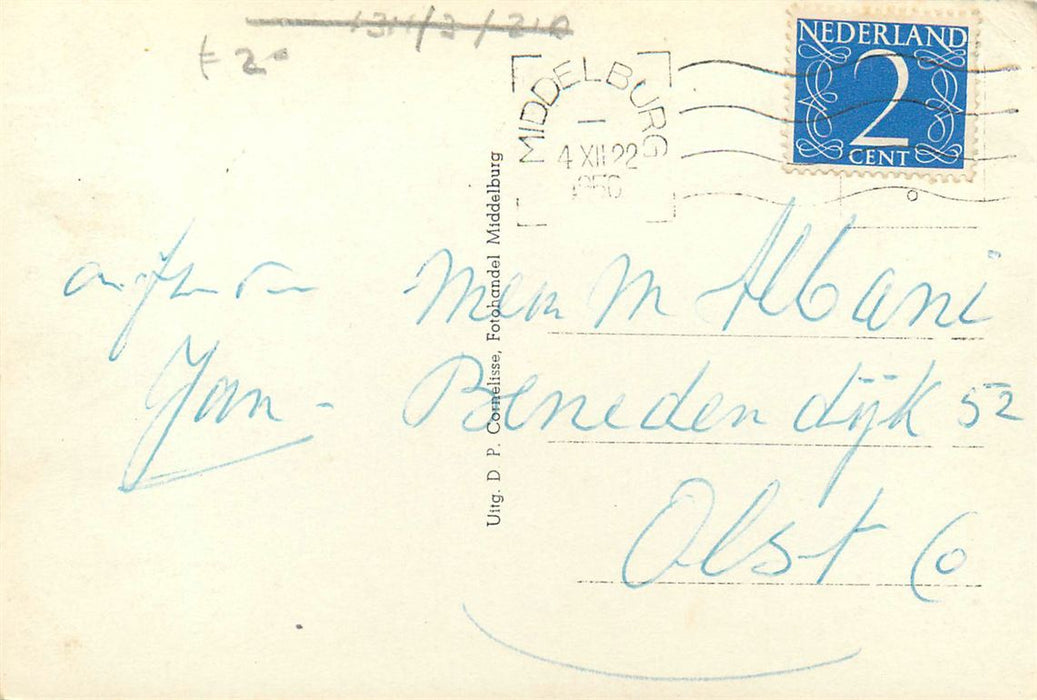 NEDERLAND
2
CENT
MIDDELBURG
4 XII 22
1950
Uitg. D. P. Cornelisse, Fotohandel Middelburg
M Albani
Beneden dijk 52
Olst
Jan -